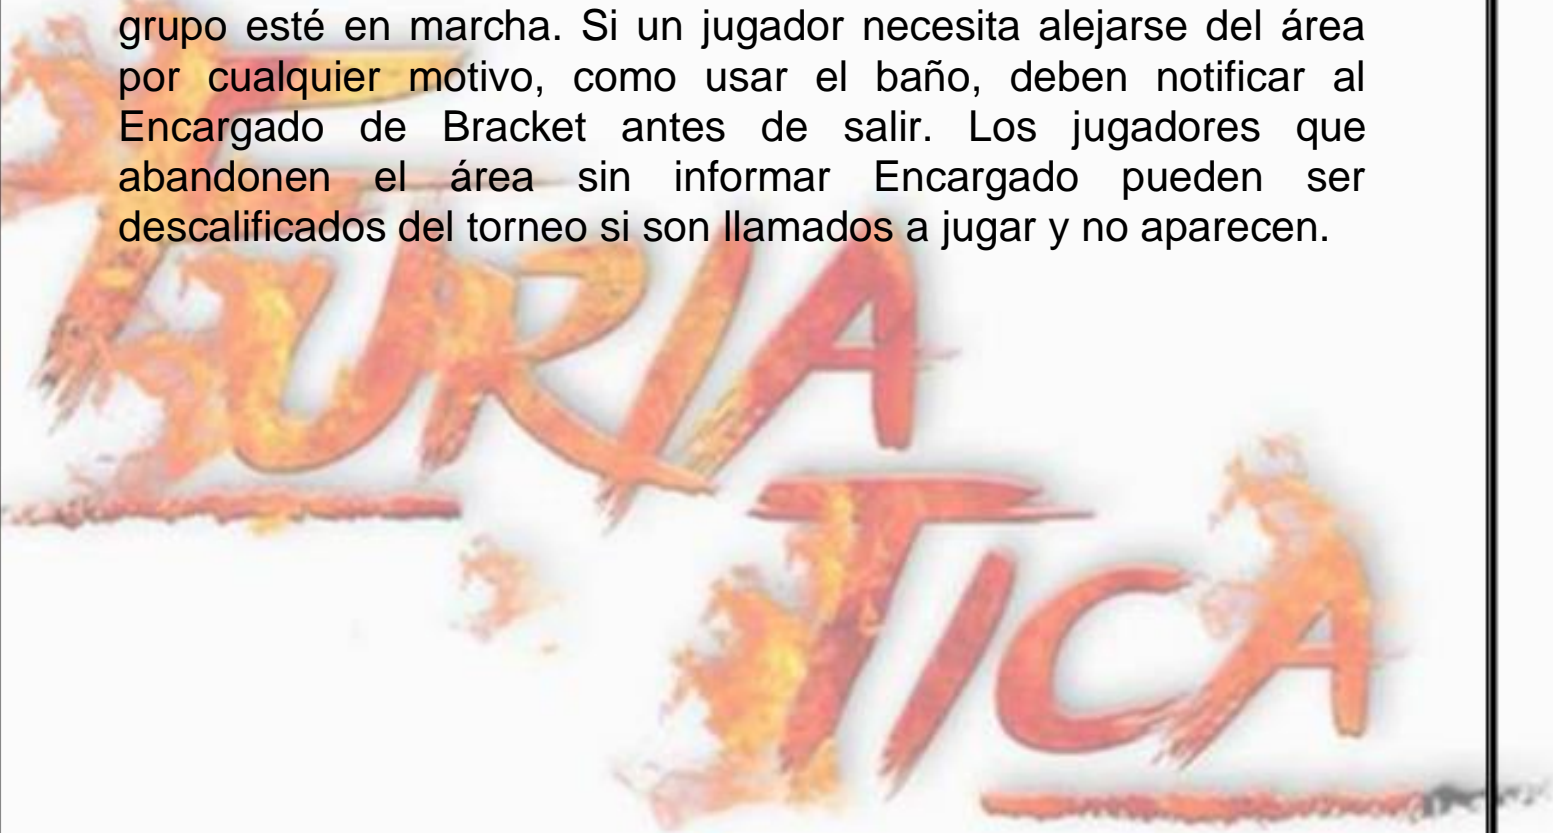 grupo esté en marcha. Si un jugador necesita alejarse del área
por cualquier motivo, como usar el baño, deben notificar al
Encargado de Bracket antes de salir. Los jugadores que
abandonen el área sin informar Encargado pueden ser
descalificados del torneo si son llamados a jugar y no aparecen.
FURIA
TICA